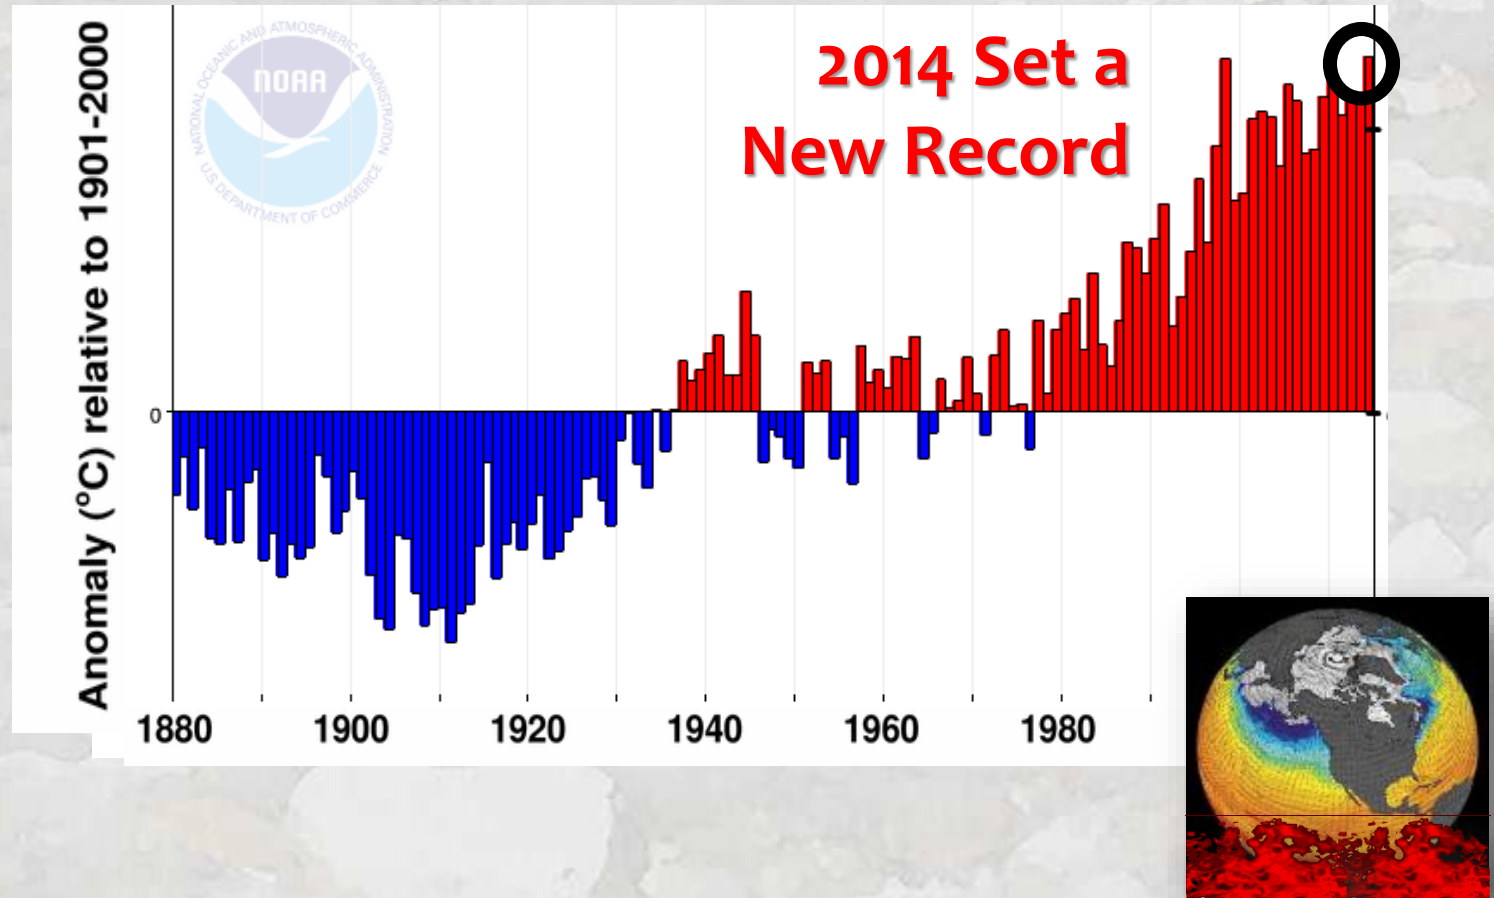 Anomaly (°C) relative to 1901-2000
NATIONAL OCEANIC AND ATMOSPHERIC ADMINISTRATION
NOAA
U.S. DEPARTMENT OF COMMERCE
2014 Set a
New Record
0
1880 1900 1920 1940 1960 1980